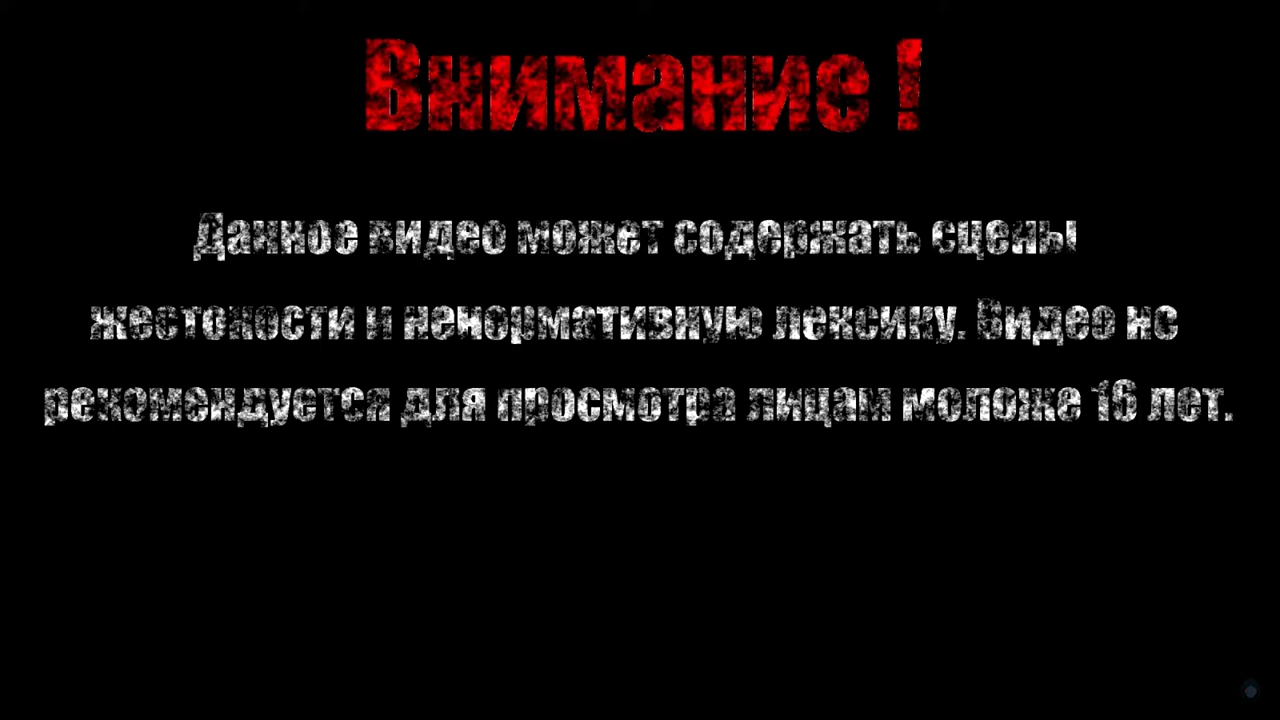 Внимание !
Данное видео может содержать сцены
жестокости и ненормативную лексику. Видео не
рекомендуется для просмотра лицам моложе 16 лет.